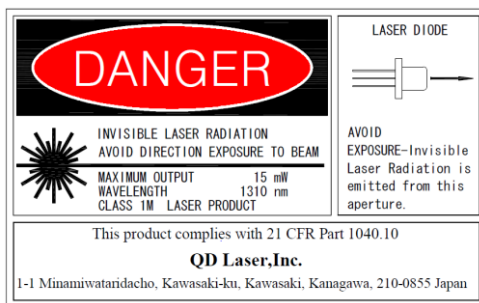 DANGER
INVISIBLE LASER RADIATION
AVOID DIRECTION EXPOSURE TO BEAM
MAXIMUM OUTPUT 15 mW
WAVELENGTH 1310 nm
CLASS 1M LASER PRODUCT
LASER DIODE
AVOID
EXPOSURE-Invisible
Laser Radiation is
emitted from this
aperture.
This product complies with 21 CFR Part 1040.10
QD Laser,Inc.
1-1 Minamiwataridacho, Kawasaki-ku, Kawasaki, Kanagawa, 210-0855 Japan